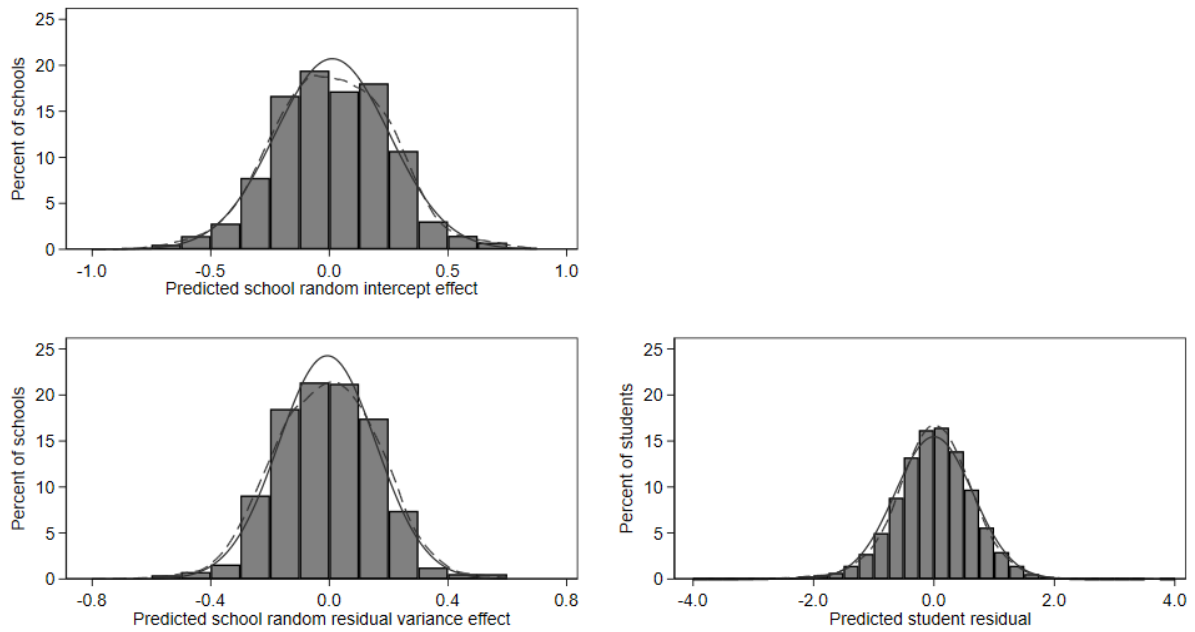 25
20
15
10
5
0
Percent of schools
-1.0 -0.5 0.0 0.5 1.0
Predicted school random intercept effect
25
20
15
10
5
0
Percent of schools
-0.8 -0.4 0.0 0.4 0.8
Predicted school random residual variance effect
25
20
15
10
5
0
Percent of students
-4.0 -2.0 0.0 2.0 4.0
Predicted student residual